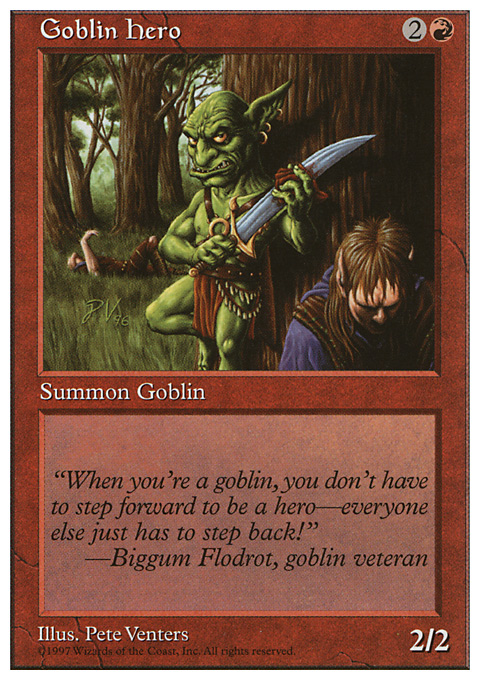 Goblin Hero
2
PV96
Summon Goblin
“When you're a goblin, you don't have
to step forward to be a hero—everyone
else just has to step back!”
—Biggum Flodrot, goblin veteran
Illus. Pete Venters
©1997 Wizards of the Coast, Inc. All rights reserved.
2/2